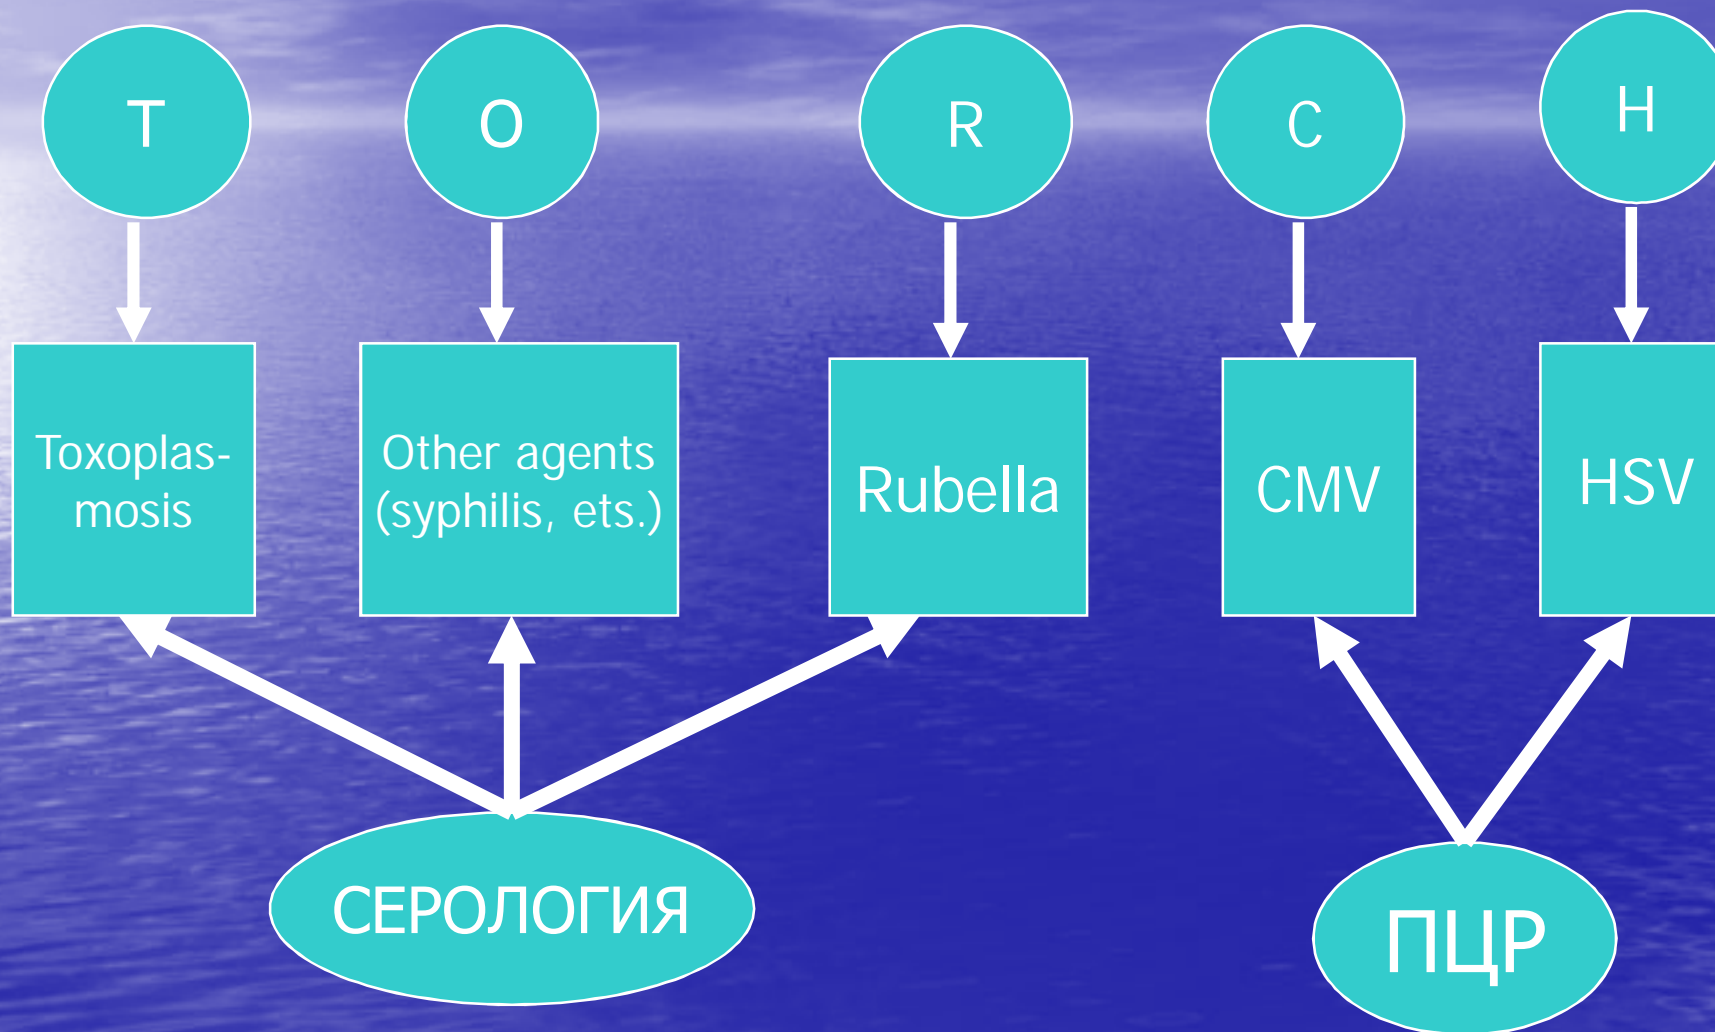 T
O
R
C
H
Toxoplas-
mosis
Other agents
(syphilis, ets.)
Rubella
CMV
HSV
СЕРОЛОГИЯ
ПЦР